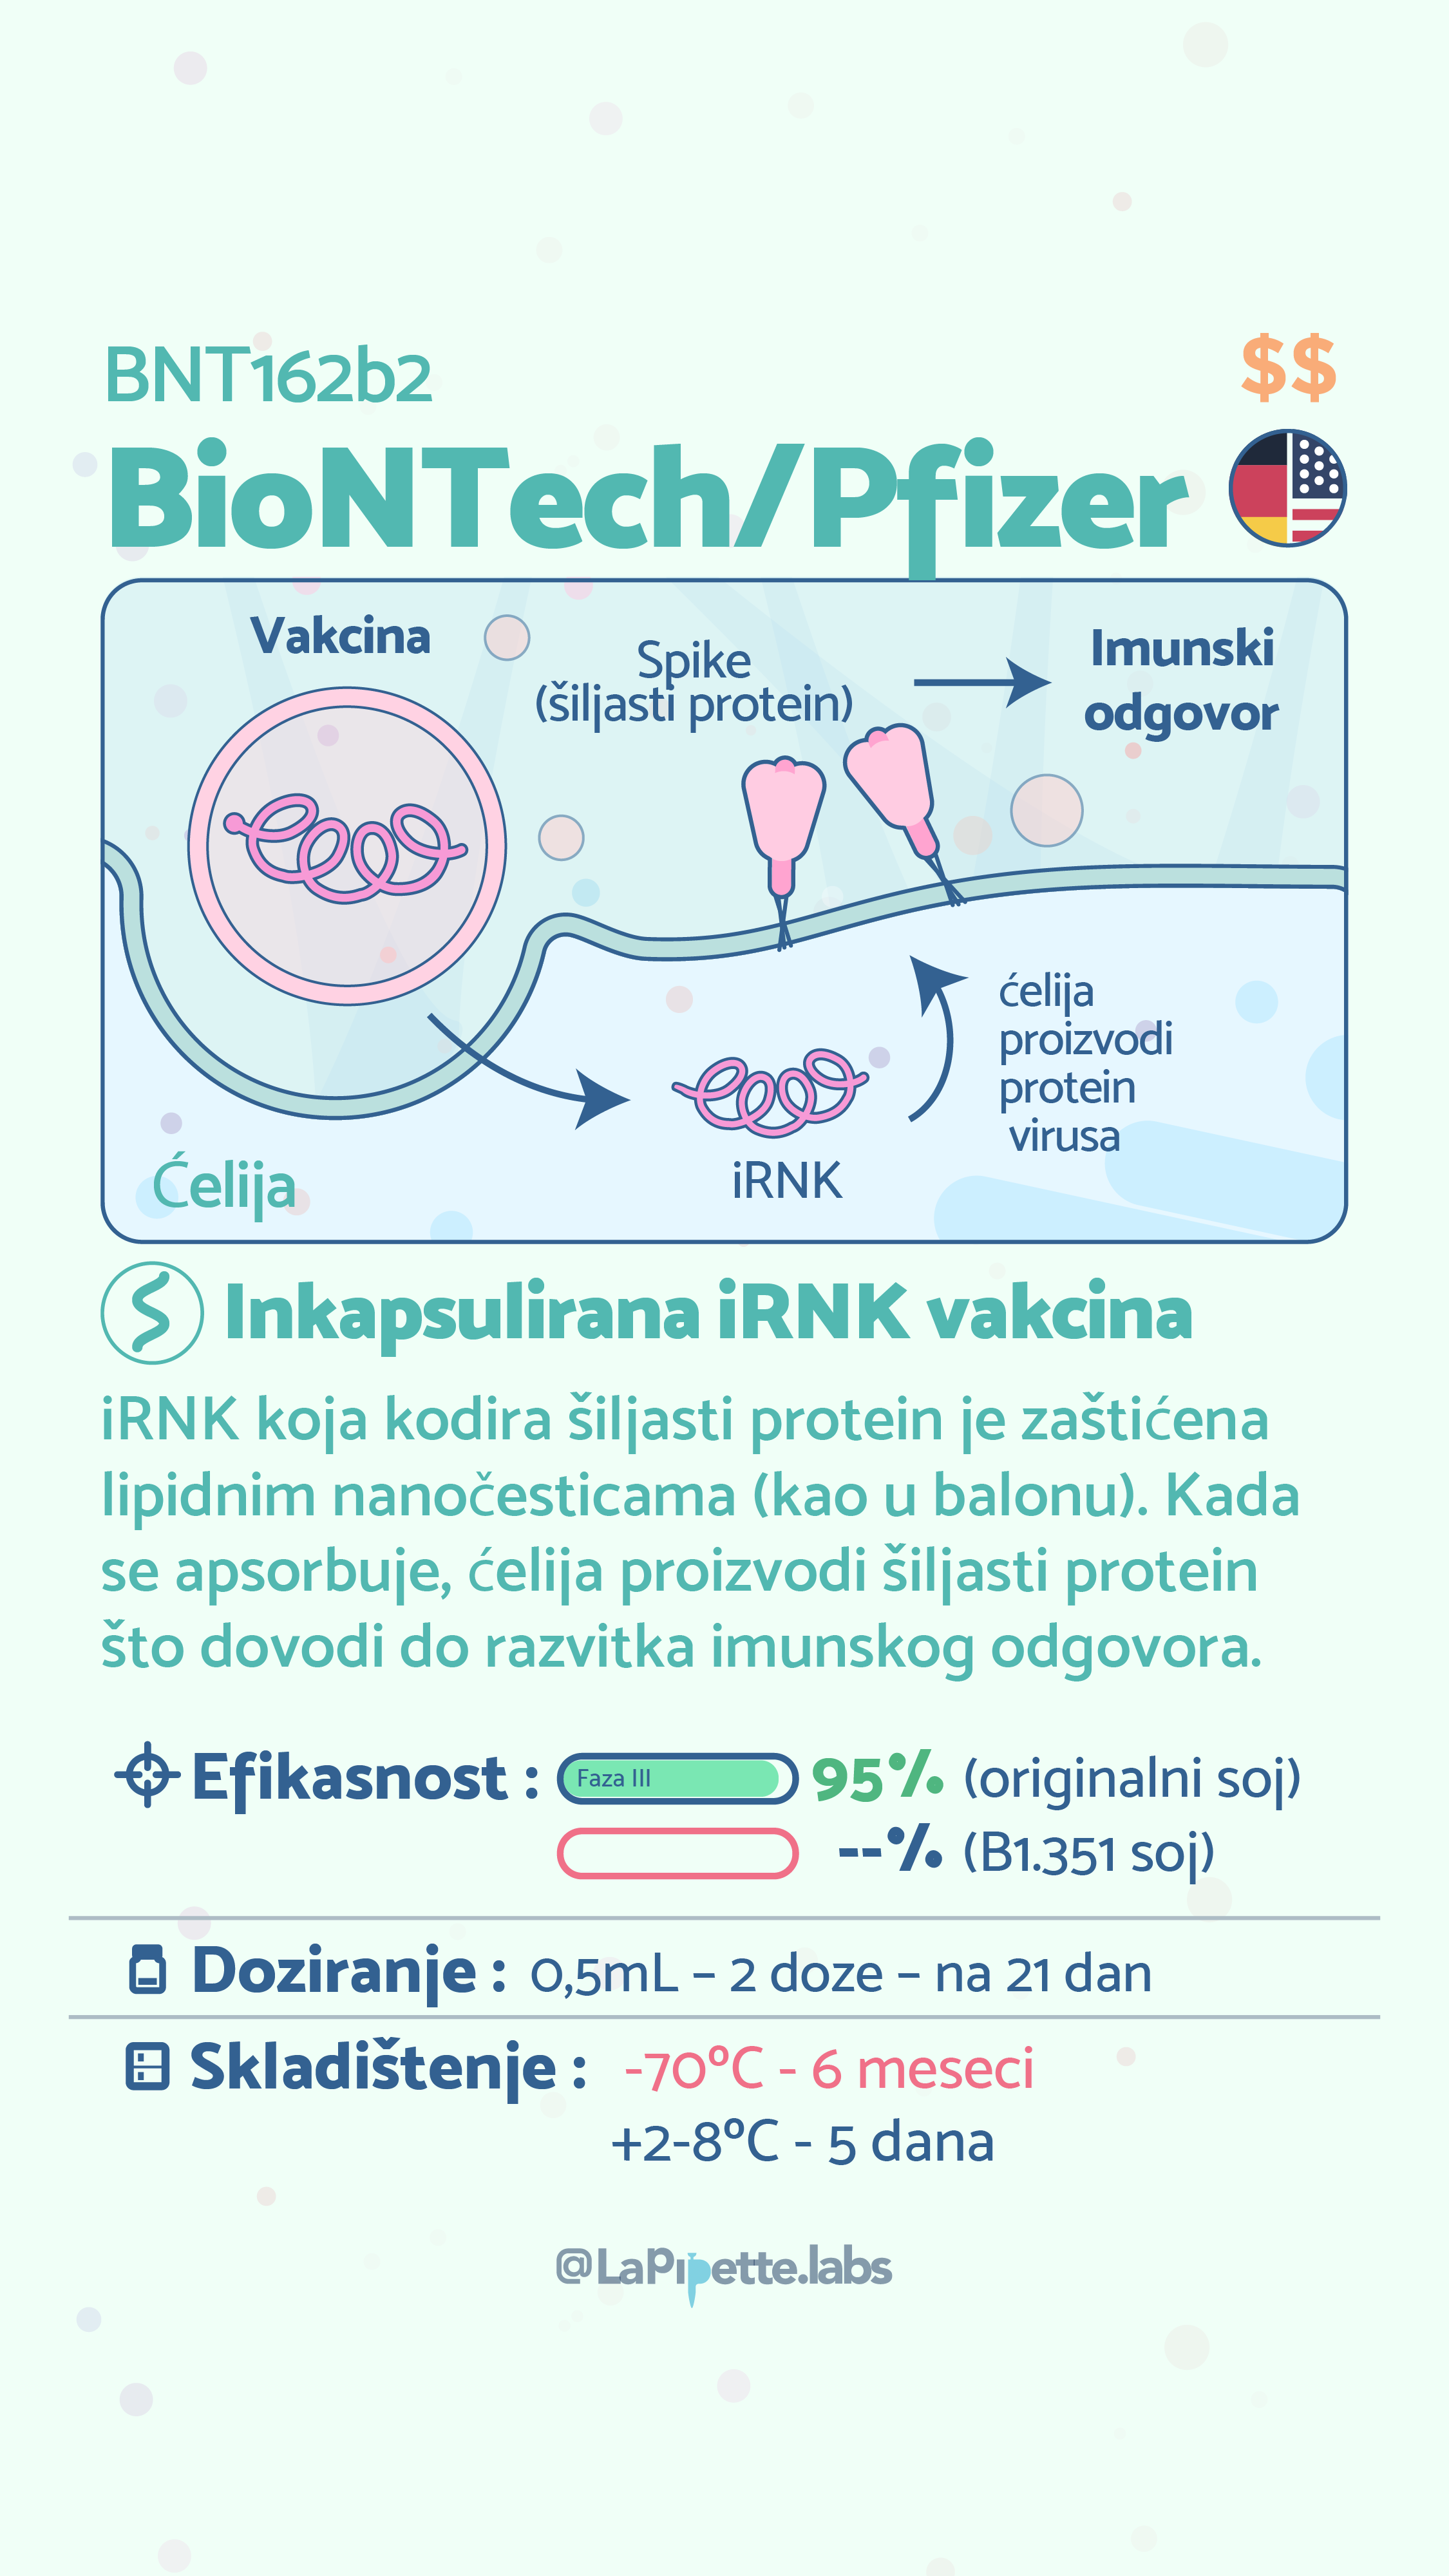 BNT162b2
$$
BioNTech/Pfizer
Vakcina
Spike
(šiljasti protein)
Imunski
odgovor
ćelija
proizvodi
protein
virusa
iRNK
Ćelija
Inkapsulirana iRNK vakcina
iRNK koja kodira šiljasti protein je zaštićena
lipidnim nanočesticama (kao u balonu). Kada
se apsorbuje, ćelija proizvodi šiljasti protein
što dovodi do razvitka imunskog odgovora.
Efikasnost : Faza III 95% (originalni soj)
--% (B1.351 soj)
Doziranje : 0,5mL – 2 doze – na 21 dan
Skladištenje : -70ºC - 6 meseci
+2-8ºC - 5 dana
@LaPipette.labs